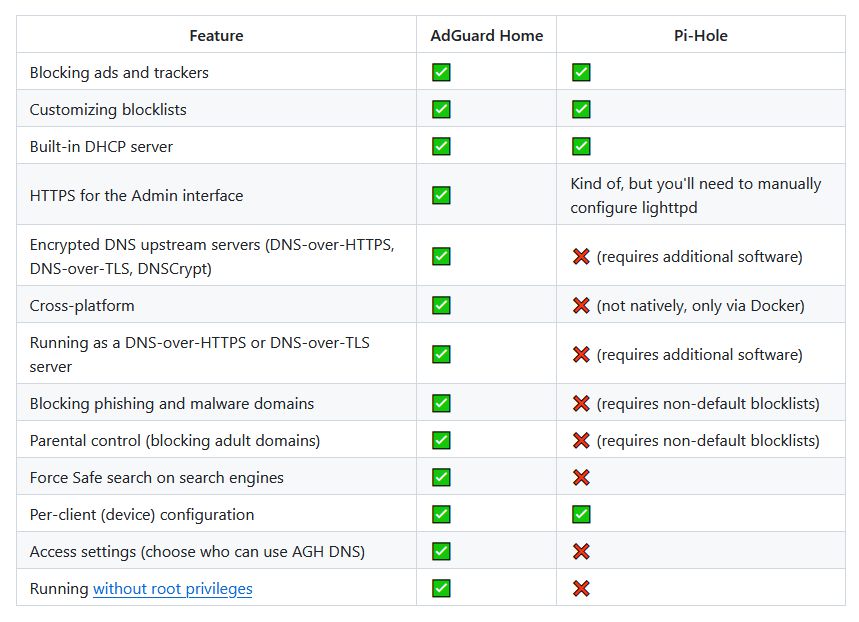 Feature AdGuard Home Pi-Hole
Blocking ads and trackers ✅ ✅
Customizing blocklists ✅ ✅
Built-in DHCP server ✅ ✅
HTTPS for the Admin interface ✅ Kind of, but you'll need to manually
configure lighttpd
Encrypted DNS upstream servers (DNS-over-HTTPS,
DNS-over-TLS, DNSCrypt) ✅ ❌ (requires additional software)
Cross-platform ✅ ❌ (not natively, only via Docker)
Running as a DNS-over-HTTPS or DNS-over-TLS
server ✅ ❌ (requires additional software)
Blocking phishing and malware domains ✅ ❌ (requires non-default blocklists)
Parental control (blocking adult domains) ✅ ❌ (requires non-default blocklists)
Force Safe search on search engines ✅ ❌
Per-client (device) configuration ✅ ✅
Access settings (choose who can use AGH DNS) ✅ ❌
Running without root privileges ✅ ❌